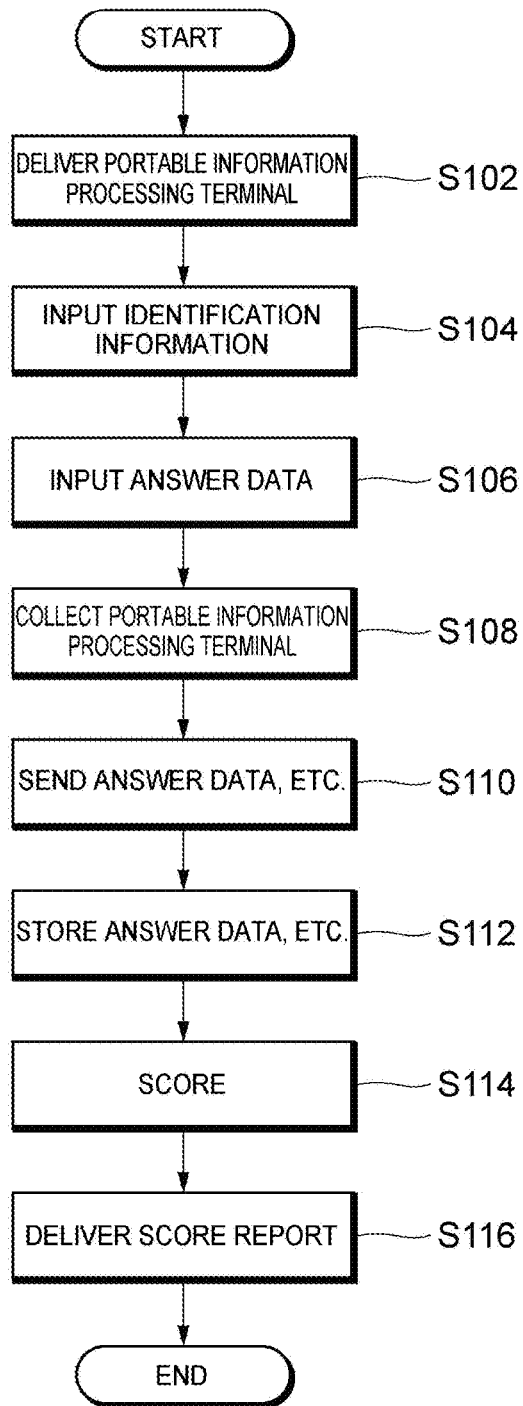 START
DELIVER PORTABLE INFORMATION
PROCESSING TERMINAL
S102
INPUT IDENTIFICATION
INFORMATION
S104
INPUT ANSWER DATA
S106
COLLECT PORTABLE INFORMATION
PROCESSING TERMINAL
S108
SEND ANSWER DATA, ETC.
S110
STORE ANSWER DATA, ETC.
S112
SCORE
S114
DELIVER SCORE REPORT
S116
END